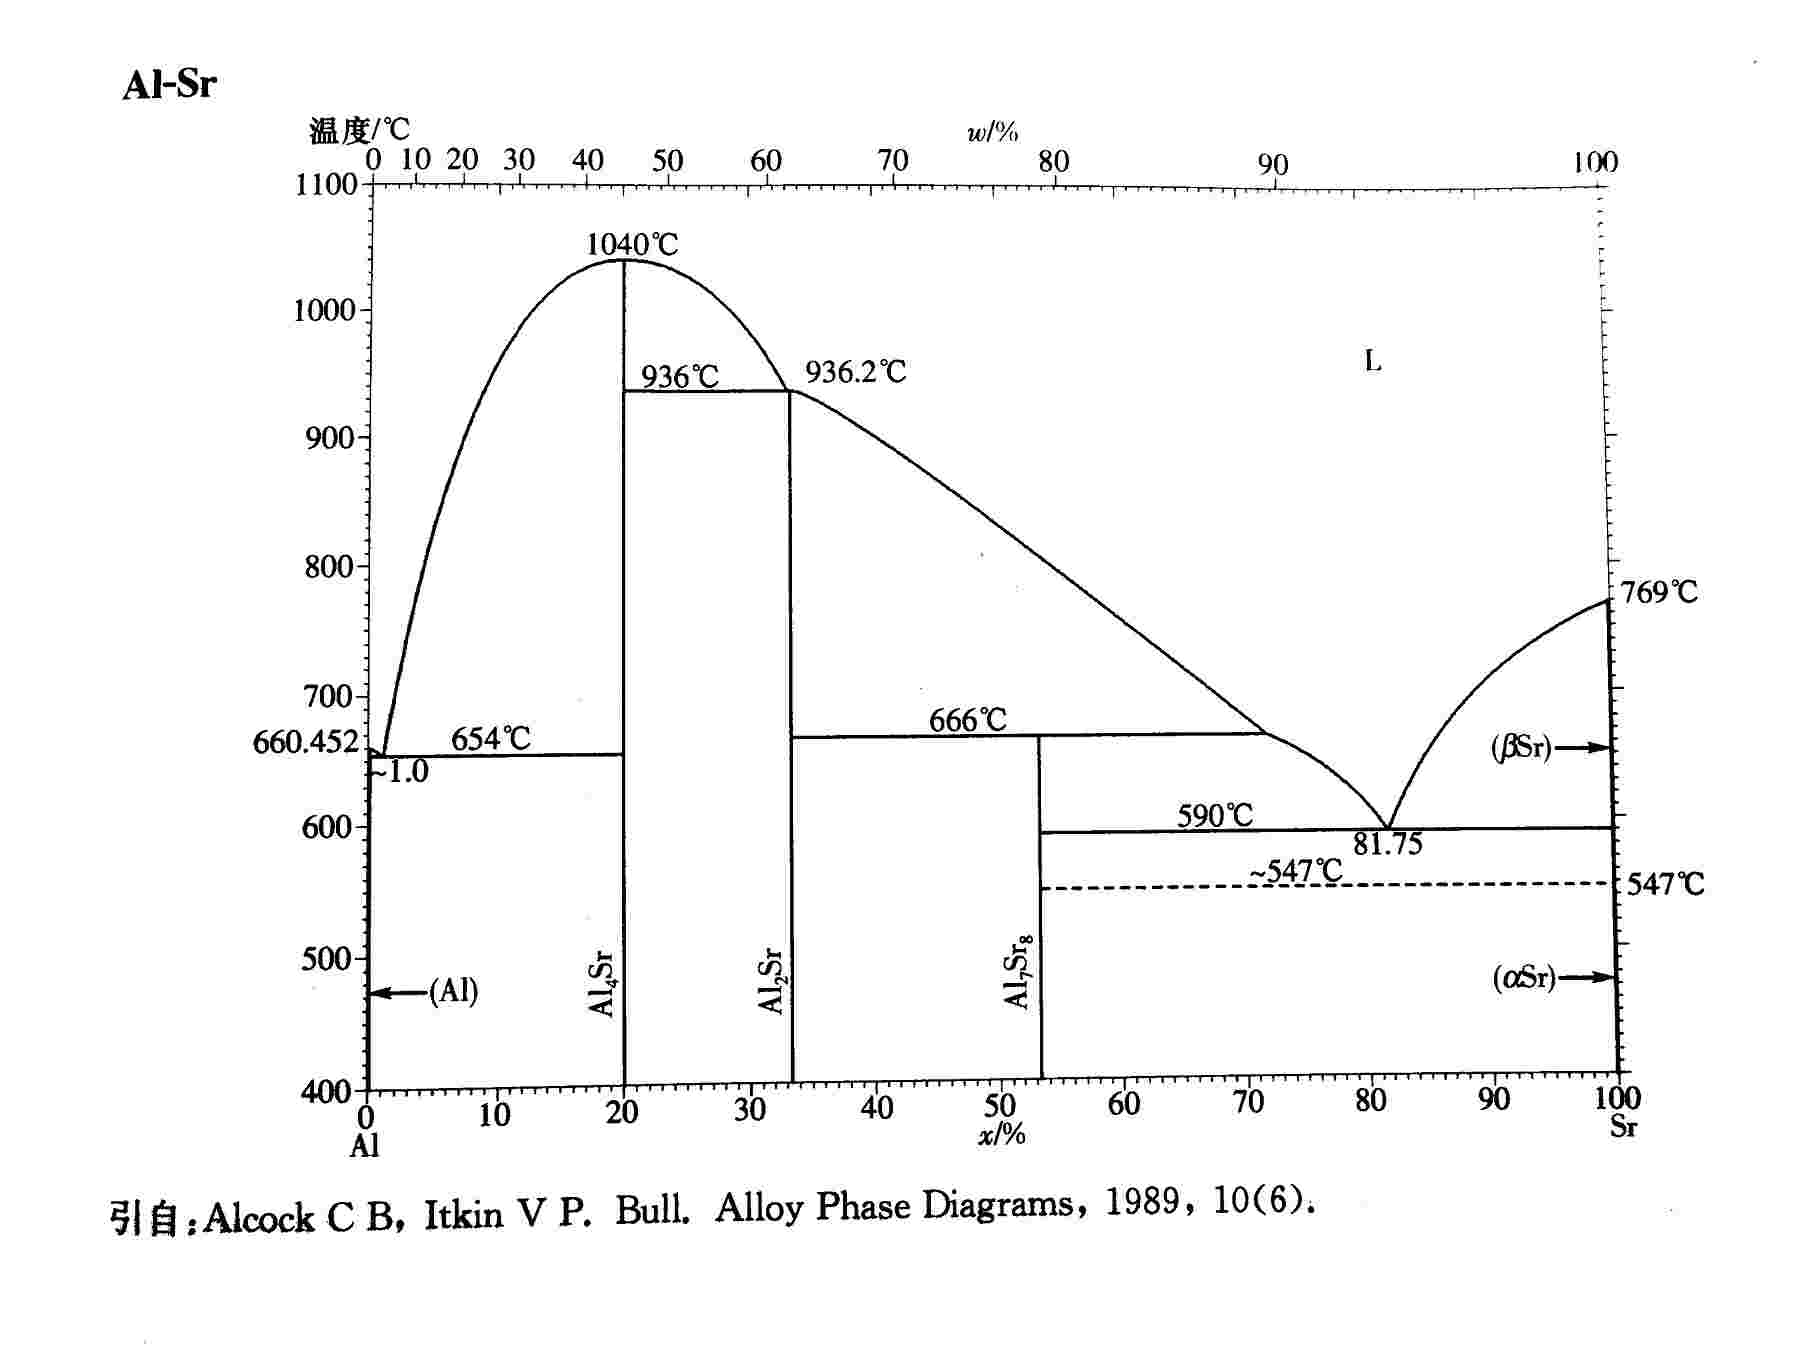 Al-Sr
温度/℃
w/%
0 10 20 30 40 50 60 70 80 90 100
1100
1040℃
1000
936℃
936.2℃
L
900
800
769℃
700
666℃
660.452
654℃
(βSr)
~1.0
600
590℃
81.75
~547℃
547℃
500
Al₄Sr
Al₂Sr
Al₇Sr₈
(Al)
(αSr)
400
0 10 20 30 40 50 60 70 80 90 100
Al
x/%
Sr
引自:Alcock C B, Itkin V P. Bull. Alloy Phase Diagrams, 1989, 10(6).